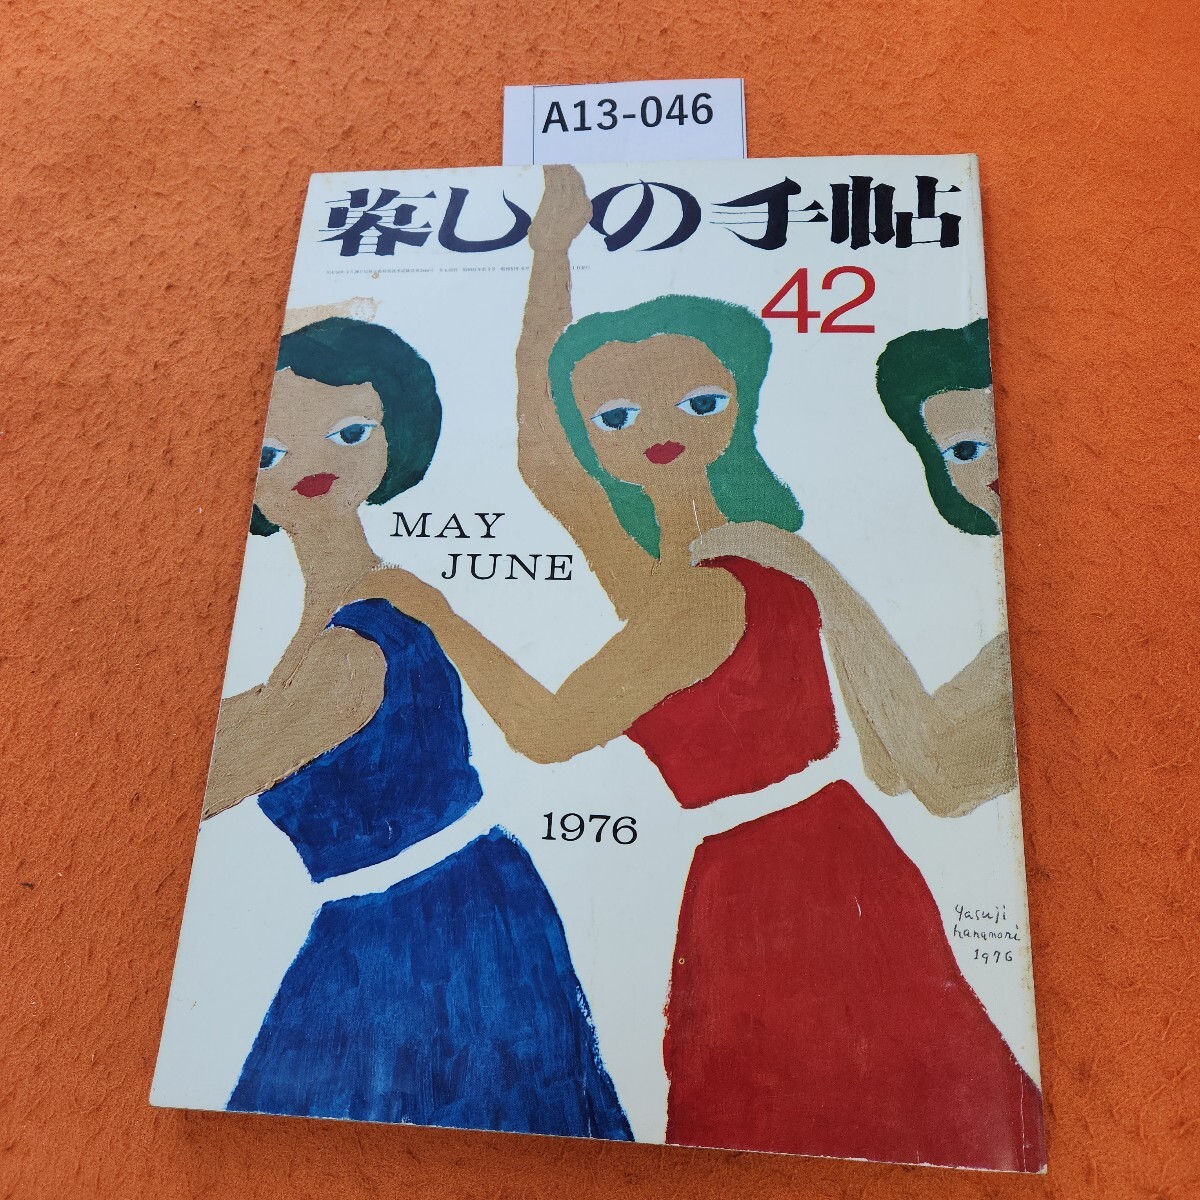 A13-046
暮しの手帖
42
MAY
JUNE
1976
yasuji
hanamori
1976